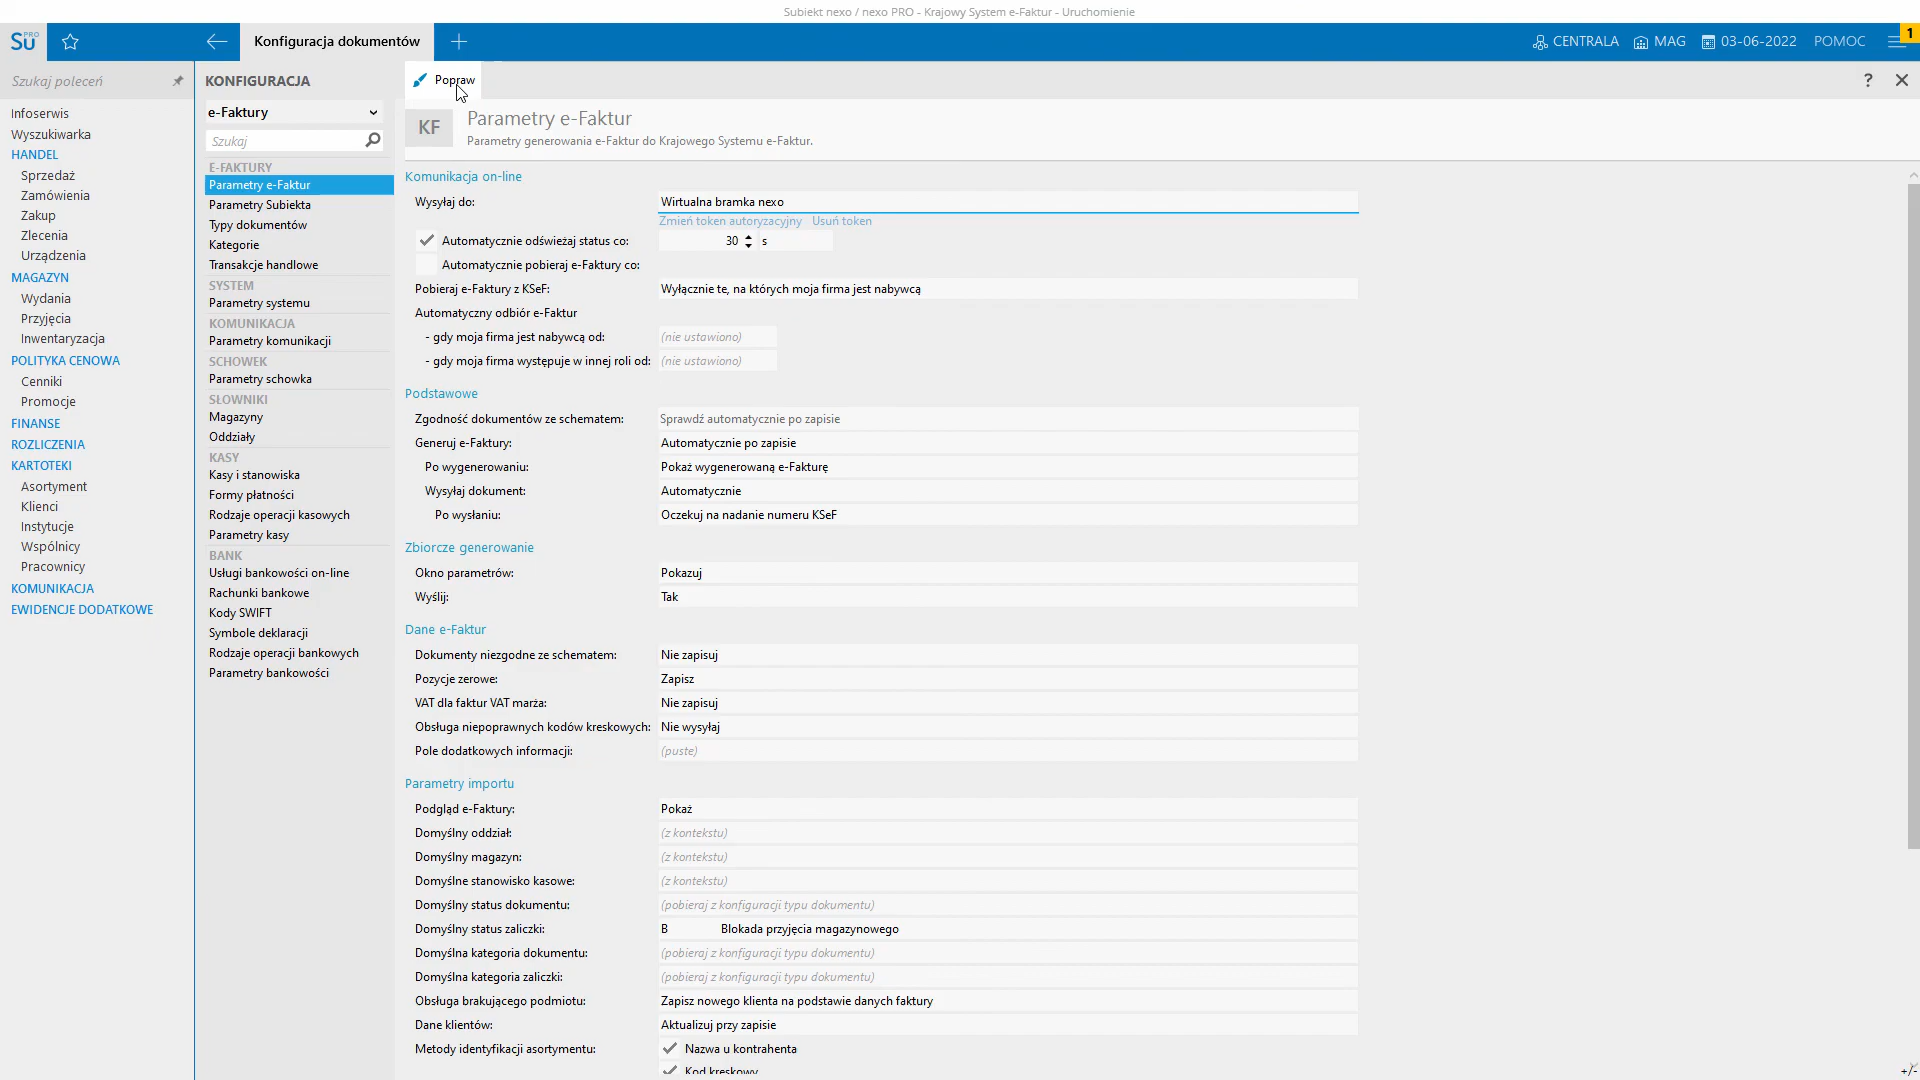 Subiekt nexo / nexo PRO - Krajowy System e-Faktur - Uruchomienie
Su PRO
Konfiguracja dokumentów
CENTRALA
MAG
03-06-2022
POMOC
1
Szukaj poleceń
Infoserwis
Wyszukiwarka
HANDEL
Sprzedaż
Zamówienia
Zakup
Zlecenia
Urządzenia
MAGAZYN
Wydania
Przyjęcia
Inwentaryzacja
POLITYKA CENOWA
Cenniki
Promocje
FINANSE
ROZLICZENIA
KARTOTEKI
Asortyment
Klienci
Instytucje
Wspólnicy
Pracownicy
KOMUNIKACJA
EWIDENCJE DODATKOWE
KONFIGURACJA
e-Faktury
Szukaj
E-FAKTURY
Parametry e-Faktur
Parametry Subiekta
Typy dokumentów
Kategorie
Transakcje handlowe
SYSTEM
Parametry systemu
KOMUNIKACJA
Parametry komunikacji
SCHOWEK
Parametry schowka
SŁOWNIKI
Magazyny
Oddziały
KASY
Kasy i stanowiska
Formy płatności
Rodzaje operacji kasowych
Parametry kasy
BANK
Usługi bankowości on-line
Rachunki bankowe
Kody SWIFT
Symbole deklaracji
Rodzaje operacji bankowych
Parametry bankowości
Popraw
?
KF
Parametry e-Faktur
Parametry generowania e-Faktur do Krajowego Systemu e-Faktur.
Komunikacja on-line
Wysyłaj do: Wirtualna bramka nexo
Zmień token autoryzacyjny Usuń token
Automatycznie odświeżaj status co: 30 s
Automatycznie pobieraj e-Faktury co:
Pobieraj e-Faktury z KSeF: Wyłącznie te, na których moja firma jest nabywcą
Automatyczny odbiór e-Faktur
- gdy moja firma jest nabywcą od: (nie ustawiono)
- gdy moja firma występuje w innej roli od: (nie ustawiono)
Podstawowe
Zgodność dokumentów ze schematem: Sprawdź automatycznie po zapisie
Generuj e-Faktury: Automatycznie po zapisie
Po wygenerowaniu: Pokaż wygenerowaną e-Fakturę
Wysyłaj dokument: Automatycznie
Po wysłaniu: Oczekuj na nadanie numeru KSeF
Zbiorcze generowanie
Okno parametrów: Pokazuj
Wyślij: Tak
Dane e-Faktur
Dokumenty niezgodne ze schematem: Nie zapisuj
Pozycje zerowe: Zapisz
VAT dla faktur VAT marża: Nie zapisuj
Obsługa niepoprawnych kodów kreskowych: Nie wysyłaj
Pole dodatkowych informacji: (puste)
Parametry importu
Podgląd e-Faktury: Pokaż
Domyślny oddział: (z kontekstu)
Domyślny magazyn: (z kontekstu)
Domyślne stanowisko kasowe: (z kontekstu)
Domyślny status dokumentu: (pobieraj z konfiguracji typu dokumentu)
Domyślny status zaliczki: B Blokada przyjęcia magazynowego
Domyślna kategoria dokumentu: (pobieraj z konfiguracji typu dokumentu)
Domyślna kategoria zaliczki: (pobieraj z konfiguracji typu dokumentu)
Obsługa brakującego podmiotu: Zapisz nowego klienta na podstawie danych faktury
Dane klientów: Aktualizuj przy zapisie
Metody identyfikacji asortymentu: Nazwa u kontrahenta
Kod kreskowy
+/-